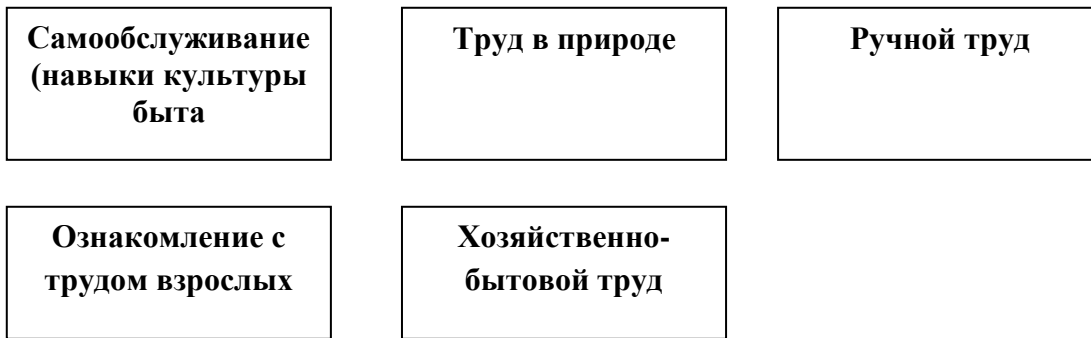 Самообслуживание
(навыки культуры
быта
Труд в природе
Ручной труд
Ознакомление с
трудом взрослых
Хозяйственно-
бытовой труд